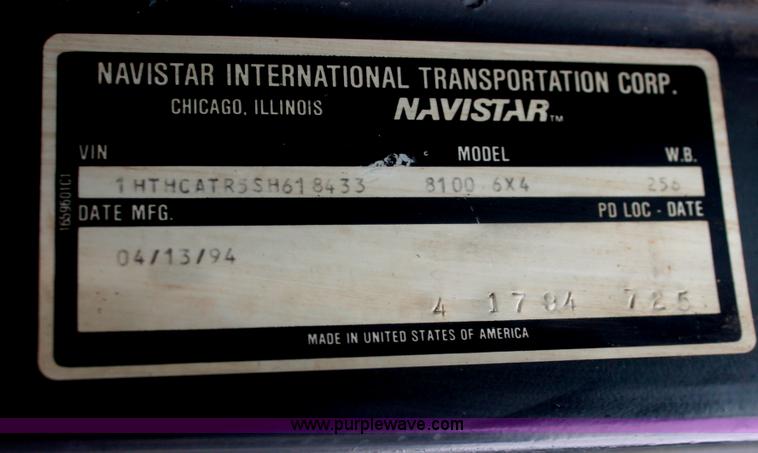 NAVISTAR INTERNATIONAL TRANSPORTATION CORP.
CHICAGO, ILLINOIS NAVISTAR™
VIN MODEL W.B.
1HTHCATR5SH618433 8100 6X4 256
DATE MFG. PD LOC - DATE
04/13/94
4 1784 725
MADE IN UNITED STATES OF AMERICA
1659601C1
www.purplewave.com